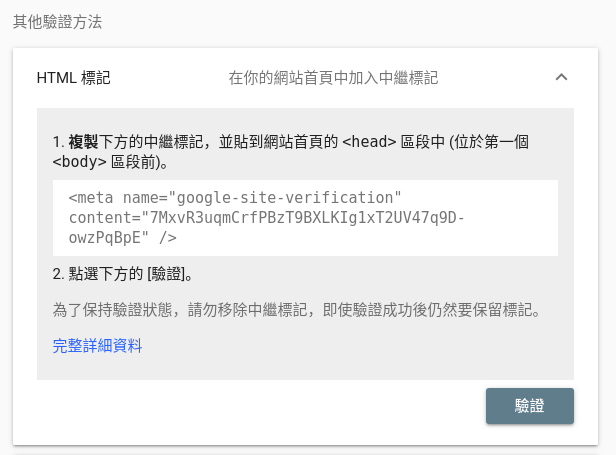 其他驗證方法
HTML 標記
在你的網站首頁中加入中繼標記
1. 複製下方的中繼標記，並貼到網站首頁的 <head> 區段中 (位於第一個
<body> 區段前)。
<meta name="google-site-verification"
content="7MxvR3uqmCrfPBzT9BXLKIg1xT2UV47q9D-
owzPqBpE" />
2. 點選下方的 [驗證]。
為了保持驗證狀態，請勿移除中繼標記，即使驗證成功後仍然要保留標記。
完整詳細資料
驗證